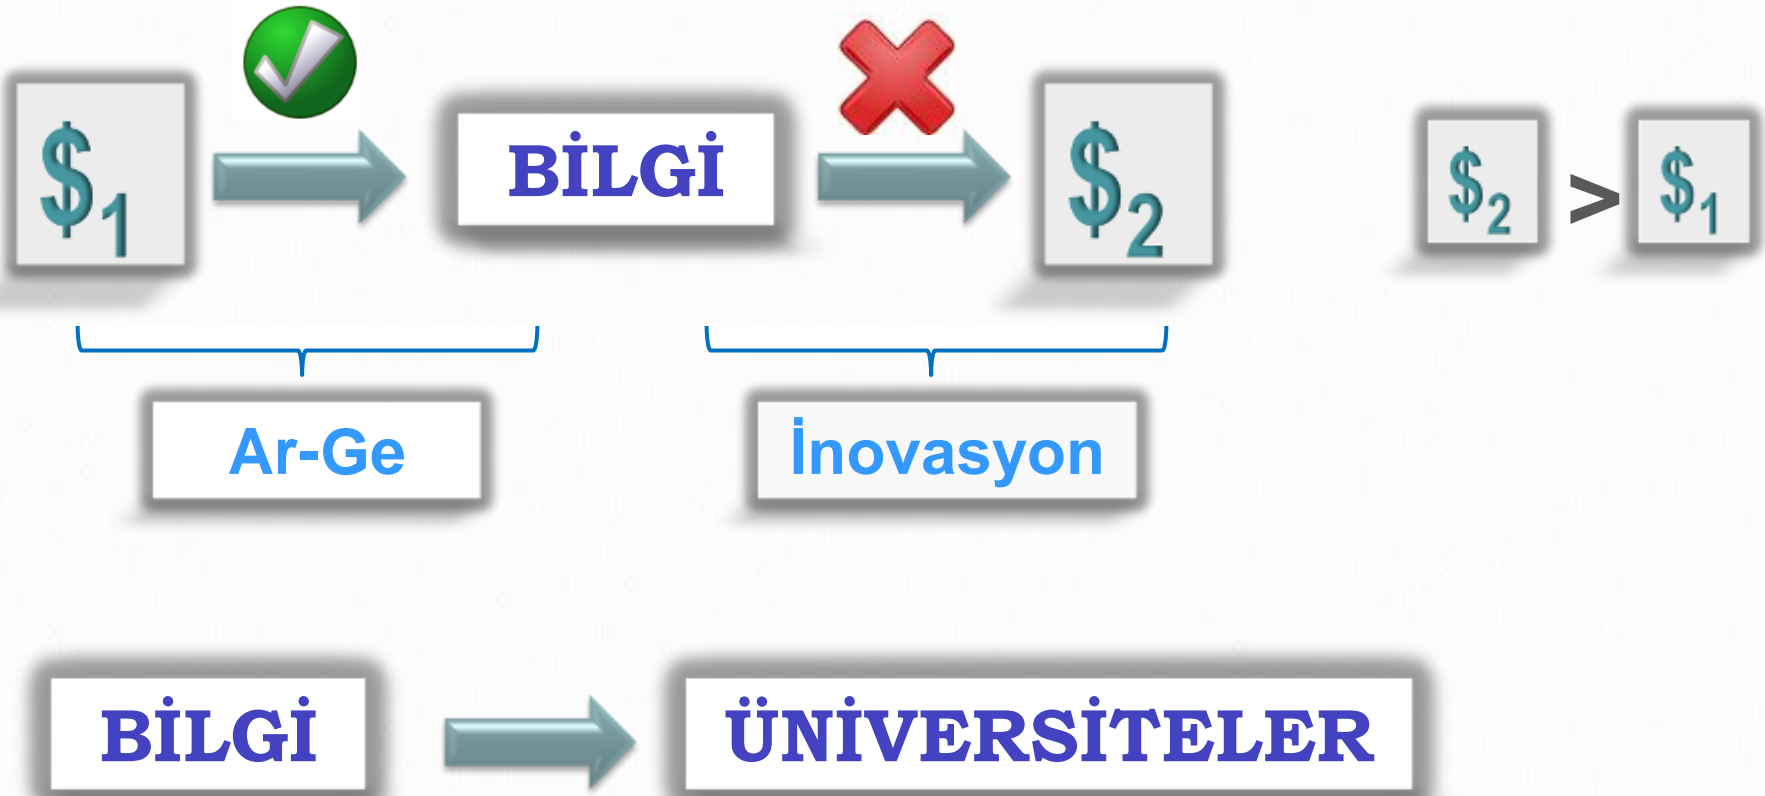 $1 BİLGİ $2 $2 > $1
Ar-Ge İnovasyon
BİLGİ ÜNİVERSİTELER